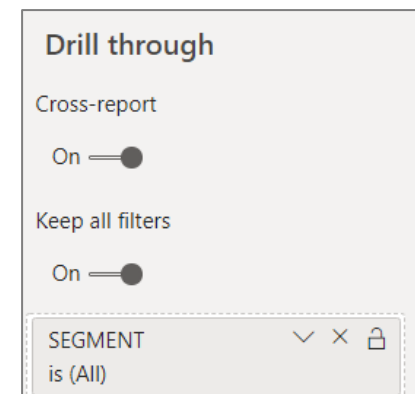 Drill through
Cross-report
On
Keep all filters
On
SEGMENT
is (All)